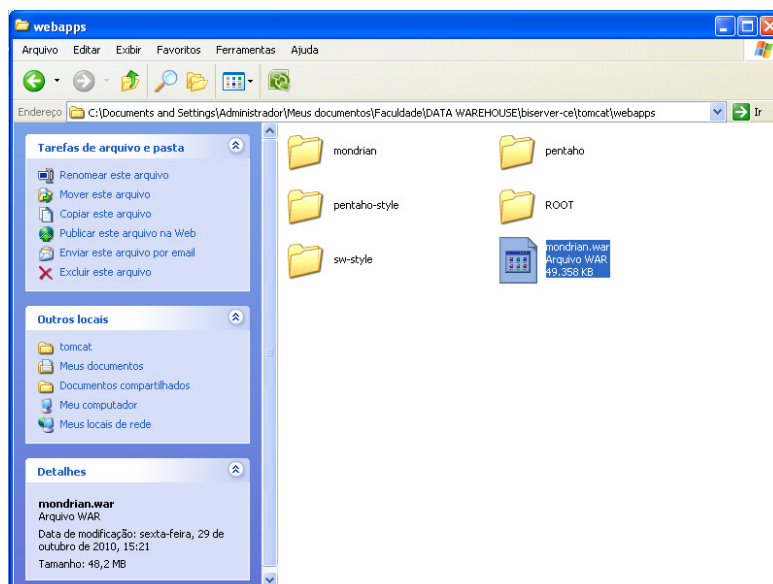 webapps
Arquivo Editar Exibir Favoritos Ferramentas Ajuda
Endereço C:\Documents and Settings\Administrador\Meus documentos\Faculdade\DATA WAREHOUSE\biserver-ce\tomcat\webapps Ir
Tarefas de arquivo e pasta
Renomear este arquivo
Mover este arquivo
Copiar este arquivo
Publicar este arquivo na Web
Enviar este arquivo por email
Excluir este arquivo
Outros locais
tomcat
Meus documentos
Documentos compartilhados
Meu computador
Meus locais de rede
Detalhes
mondrian.war
Arquivo WAR
Data de modificação: sexta-feira, 29 de
outubro de 2010, 15:21
Tamanho: 48,2 MB
mondrian pentaho
pentaho-style ROOT
sw-style
mondrian.war
Arquivo WAR
49.358 KB